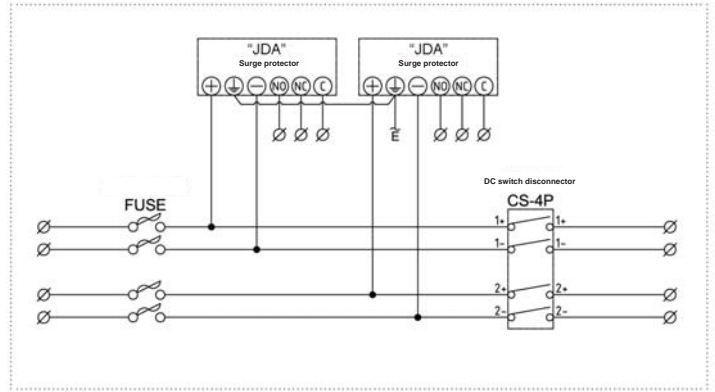 "JDA" "JDA"
Surge protector Surge protector
+ − NO NC C + − NO NC C
E
DC switch disconnector
CS-4P
FUSE
1+ 1+
1- 1-
2+ 2+
2- 2-